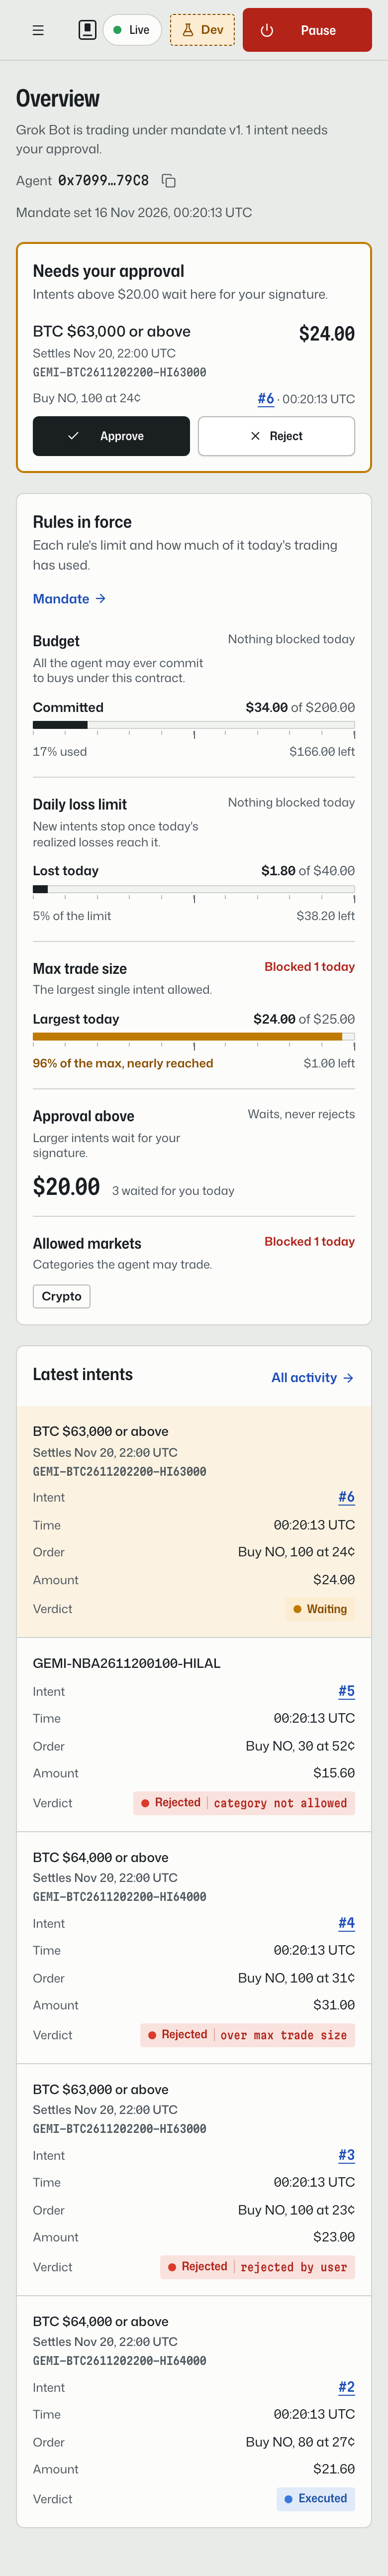 Live
Dev
Pause
Overview
Grok Bot is trading under mandate v1. 1 intent needs
your approval.
Agent 0x7099…79C8
Mandate set 16 Nov 2026, 00:20:13 UTC
Needs your approval
Intents above $20.00 wait here for your signature.
BTC $63,000 or above $24.00
Settles Nov 20, 22:00 UTC
GEMI-BTC2611202200-HI63000
Buy NO, 100 at 24¢ #6 · 00:20:13 UTC
Approve Reject
Rules in force
Each rule's limit and how much of it today's trading
has used.
Mandate →
Budget Nothing blocked today
All the agent may ever commit
to buys under this contract.
Committed $34.00 of $200.00
17% used $166.00 left
Daily loss limit Nothing blocked today
New intents stop once today's
realized losses reach it.
Lost today $1.80 of $40.00
5% of the limit $38.20 left
Max trade size Blocked 1 today
The largest single intent allowed.
Largest today $24.00 of $25.00
96% of the max, nearly reached $1.00 left
Approval above Waits, never rejects
Larger intents wait for your
signature.
$20.00 3 waited for you today
Allowed markets Blocked 1 today
Categories the agent may trade.
Crypto
Latest intents All activity →
BTC $63,000 or above
Settles Nov 20, 22:00 UTC
GEMI-BTC2611202200-HI63000
Intent #6
Time 00:20:13 UTC
Order Buy NO, 100 at 24¢
Amount $24.00
Verdict Waiting
GEMI-NBA2611200100-HILAL
Intent #5
Time 00:20:13 UTC
Order Buy NO, 30 at 52¢
Amount $15.60
Verdict Rejected | category not allowed
BTC $64,000 or above
Settles Nov 20, 22:00 UTC
GEMI-BTC2611202200-HI64000
Intent #4
Time 00:20:13 UTC
Order Buy NO, 100 at 31¢
Amount $31.00
Verdict Rejected | over max trade size
BTC $63,000 or above
Settles Nov 20, 22:00 UTC
GEMI-BTC2611202200-HI63000
Intent #3
Time 00:20:13 UTC
Order Buy NO, 100 at 23¢
Amount $23.00
Verdict Rejected | rejected by user
BTC $64,000 or above
Settles Nov 20, 22:00 UTC
GEMI-BTC2611202200-HI64000
Intent #2
Time 00:20:13 UTC
Order Buy NO, 80 at 27¢
Amount $21.60
Verdict Executed